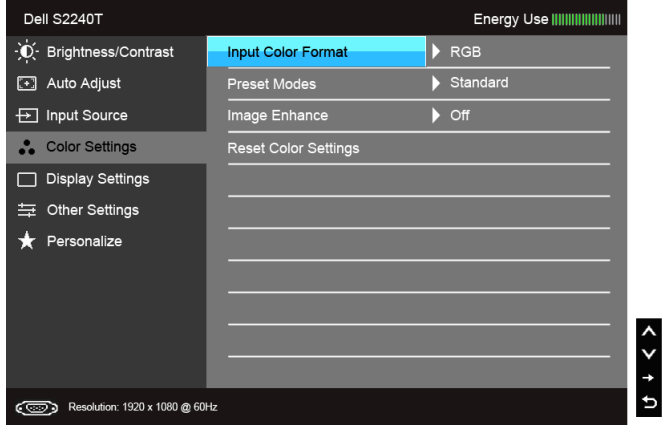 Dell S2240T Energy Use
Brightness/Contrast Input Color Format RGB
Auto Adjust Preset Modes Standard
Input Source Image Enhance Off
Color Settings Reset Color Settings
Display Settings
Other Settings
Personalize
Resolution: 1920 x 1080 @ 60Hz